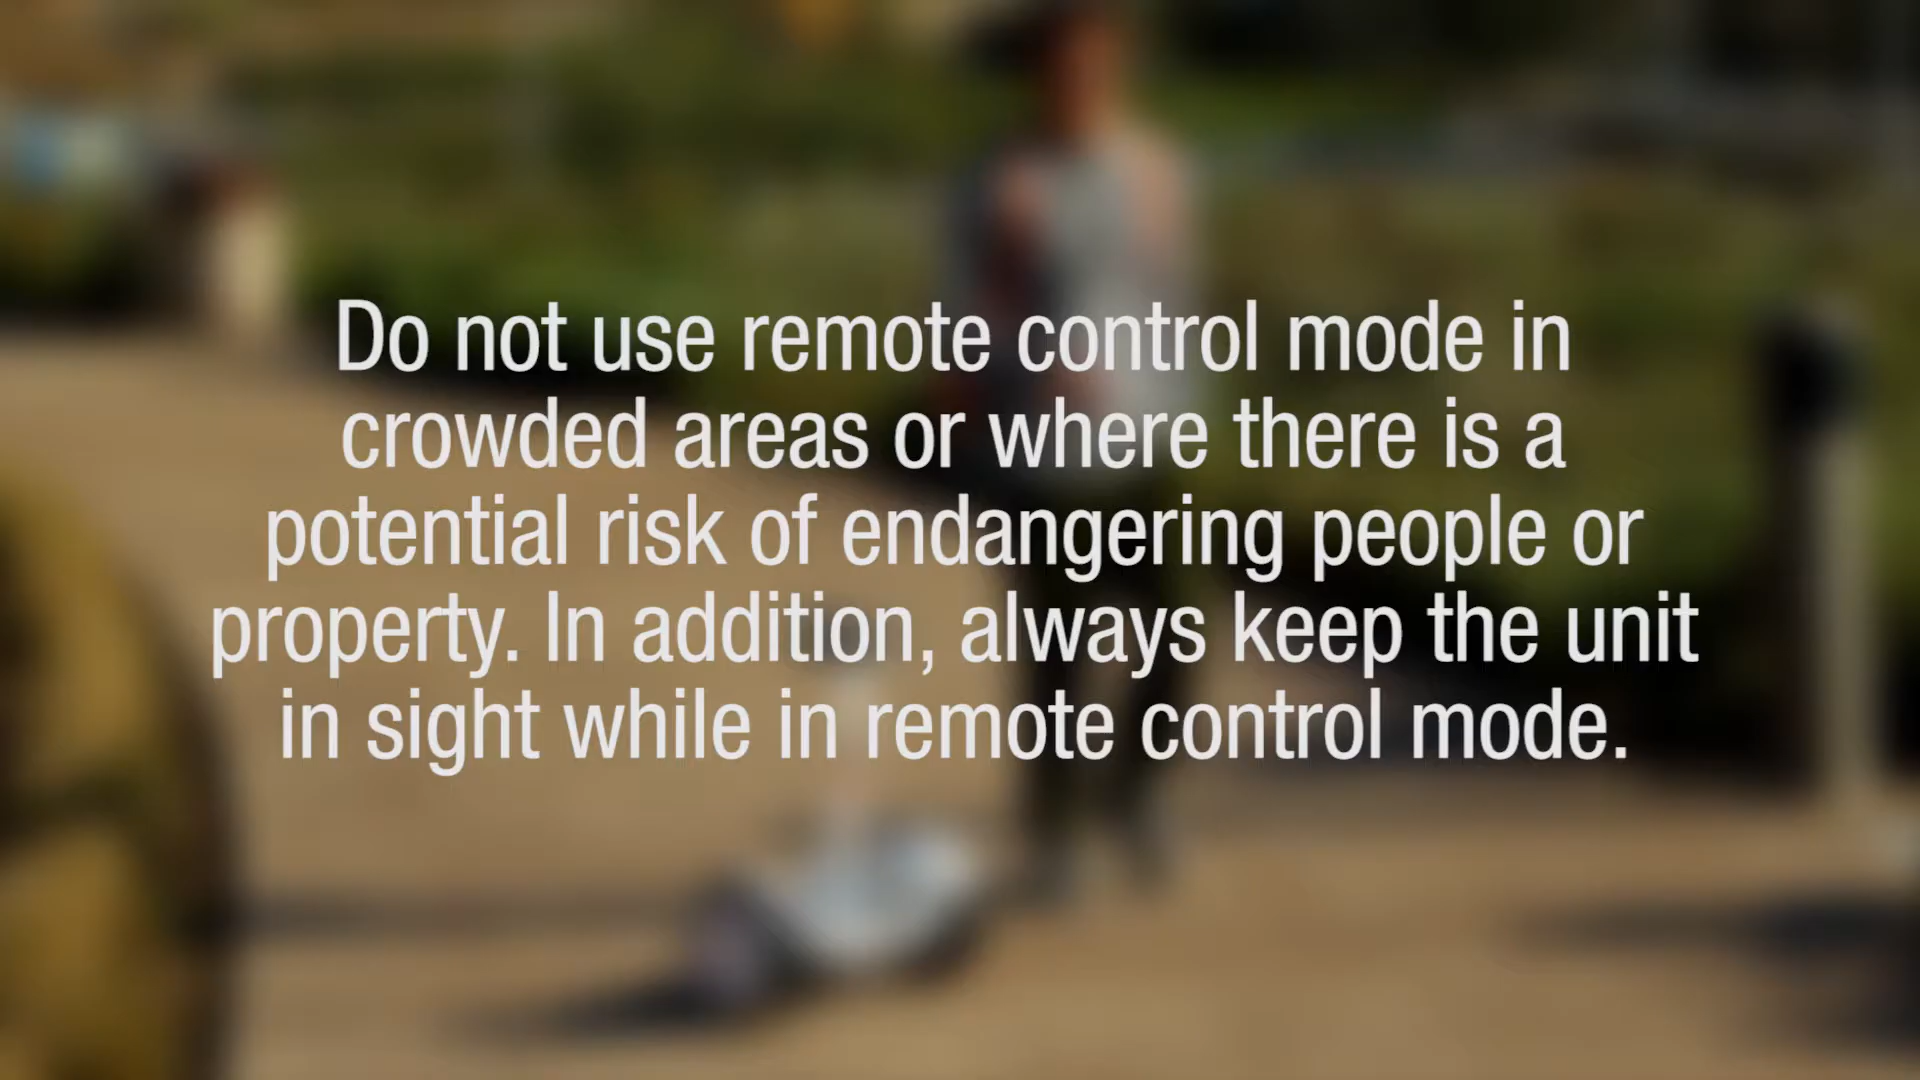 Do not use remote control mode in
crowded areas or where there is a
potential risk of endangering people or
property. In addition, always keep the unit
in sight while in remote control mode.